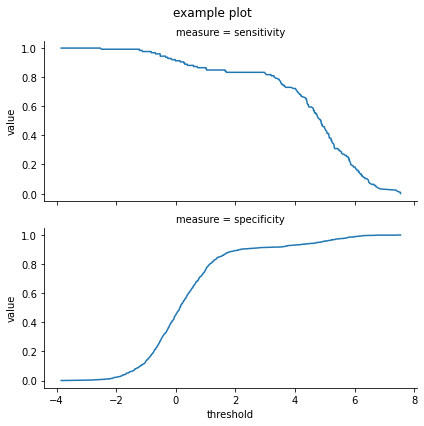 example plot
measure = sensitivity
1.0
0.8
0.6
0.4
0.2
0.0
value
measure = specificity
1.0
0.8
0.6
0.4
0.2
0.0
value
−4 −2 0 2 4 6 8
threshold